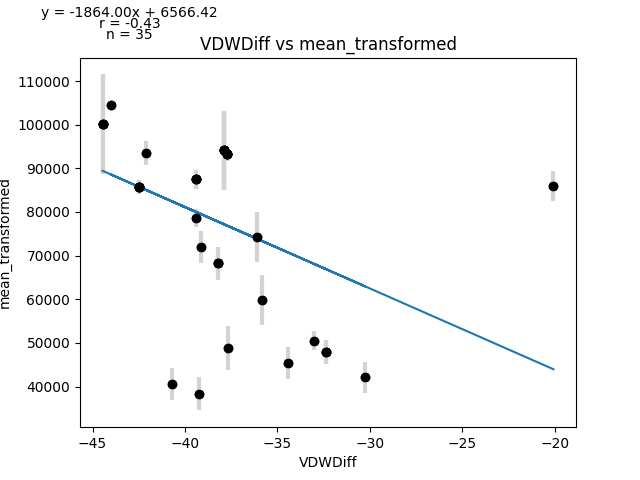 y = -1864.00x + 6566.42
r = -0.43
n = 35
VDWDiff vs mean_transformed
110000
100000
90000
80000
70000
60000
50000
40000
mean_transformed
−45
−40
−35
−30
−25
−20
VDWDiff